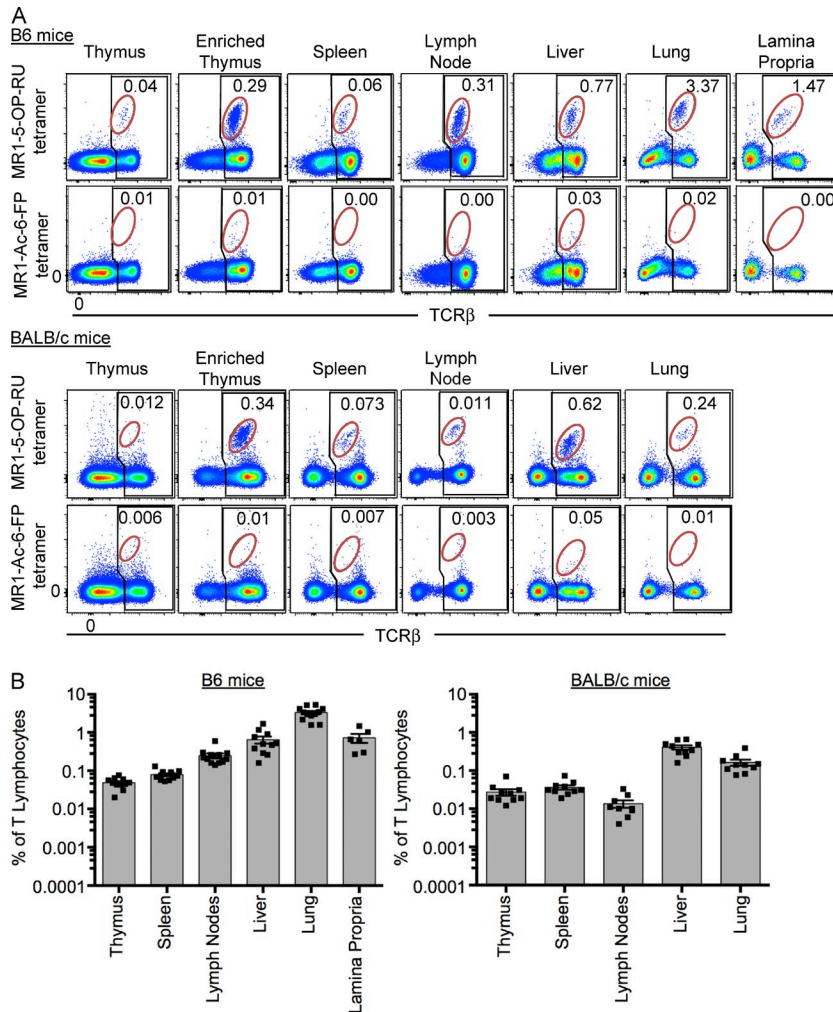 A
B6 mice
Thymus Enriched Thymus Spleen Lymph Node Liver Lung Lamina Propria
MR1-5-OP-RU tetramer
0.04 0.29 0.06 0.31 0.77 3.37 1.47
MR1-Ac-6-FP tetramer
0.01 0.01 0.00 0.00 0.03 0.02 0.00
0
0
TCRβ
BALB/c mice
Thymus Enriched Thymus Spleen Lymph Node Liver Lung
MR1-5-OP-RU tetramer
0.012 0.34 0.073 0.011 0.62 0.24
MR1-Ac-6-FP tetramer
0.006 0.01 0.007 0.003 0.05 0.01
0
0
TCRβ
B
B6 mice
% of T Lymphocytes
10
1
0.1
0.01
0.001
0.0001
Thymus
Spleen
Lymph Nodes
Liver
Lung
Lamina Propria
BALB/c mice
% of T Lymphocytes
10
1
0.1
0.01
0.001
0.0001
Thymus
Spleen
Lymph Nodes
Liver
Lung